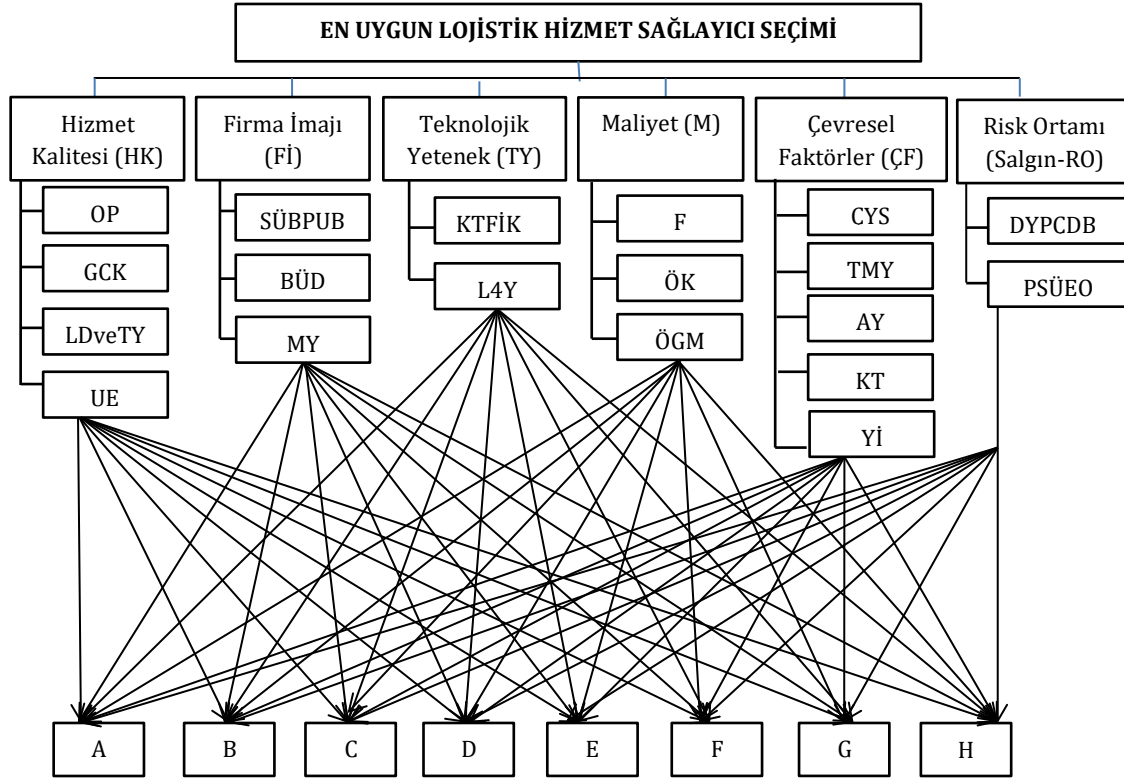 EN UYGUN LOJİSTİK HİZMET SAĞLAYICI SEÇİMİ
Hizmet
Kalitesi (HK)
OP
GCK
LDveTY
UE
Firma İmajı
(Fİ)
SÜBPUB
BÜD
MY
Teknolojik
Yetenek (TY)
KTFİK
L4Y
Maliyet (M)
F
ÖK
ÖGM
Çevresel
Faktörler (ÇF)
CYS
TMY
AY
KT
Yİ
Risk Ortamı
(Salgın-RO)
DYPCDB
PSÜEO
A
B
C
D
E
F
G
H